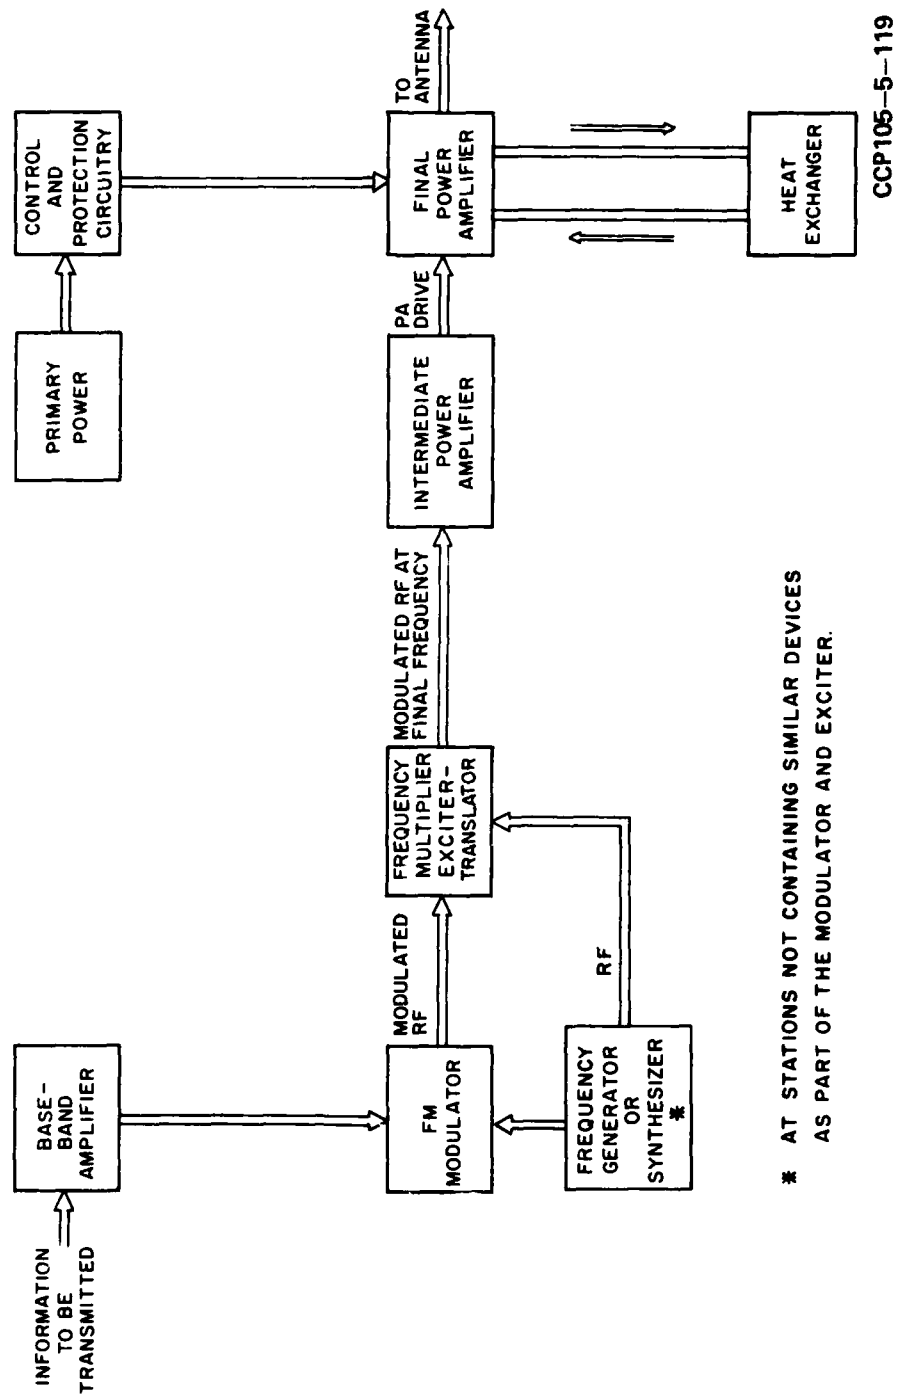 INFORMATION
TO BE
TRANSMITTED
BASE-
BAND
AMPLIFIER
PRIMARY
POWER
CONTROL
AND
PROTECTION
CIRCUITRY
FM
MODULATOR
MODULATED
RF
FREQUENCY
MULTIPLIER
EXCITER-
TRANSLATOR
MODULATED RF AT
FINAL FREQUENCY
INTERMEDIATE
POWER
AMPLIFIER
PA
DRIVE
FINAL
POWER
AMPLIFIER
TO
ANTENNA
FREQUENCY
GENERATOR
OR
SYNTHESIZER
*
RF
HEAT
EXCHANGER
* AT STATIONS NOT CONTAINING SIMILAR DEVICES
AS PART OF THE MODULATOR AND EXCITER.
CCP105-5-119